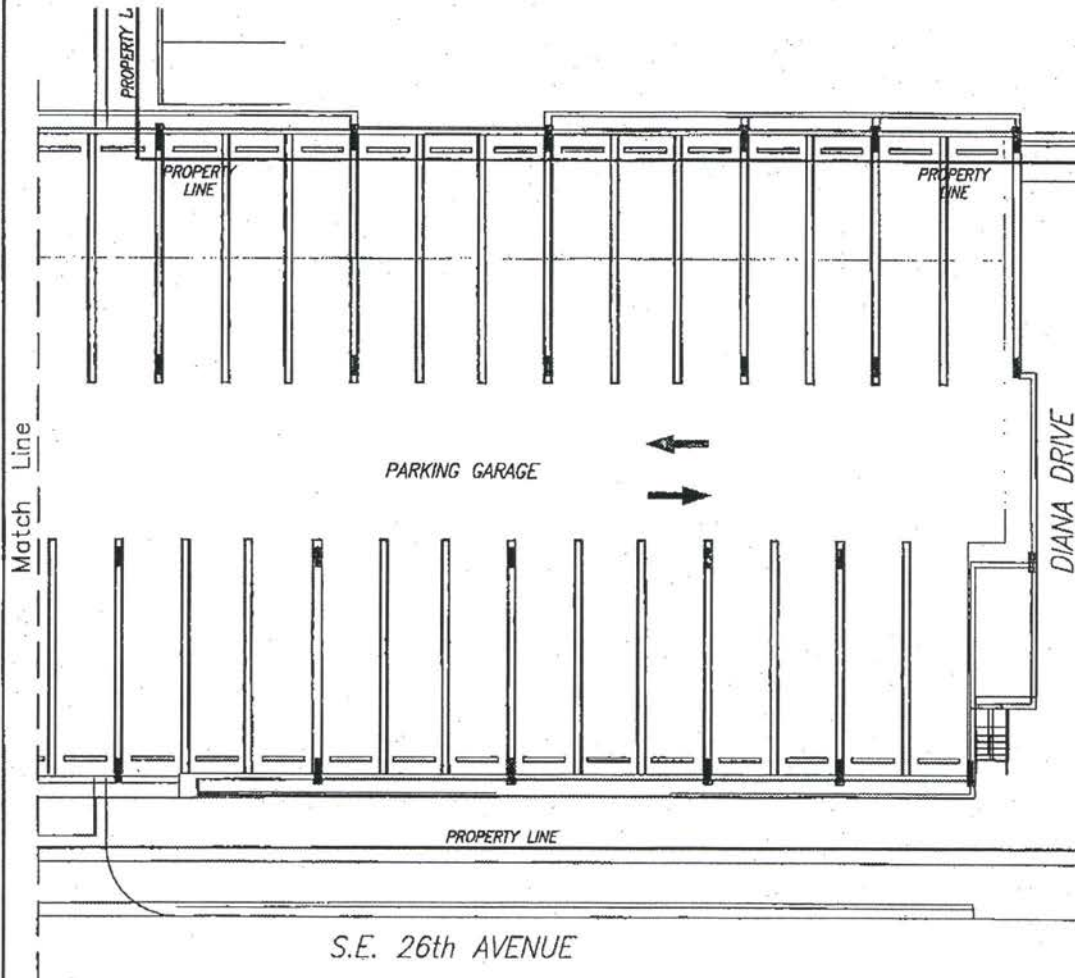 PROPERTY L
PROPERTY
LINE
PROPERTY
LINE
Match Line
PARKING GARAGE
DIANA DRIVE
PROPERTY LINE
S.E. 26th AVENUE